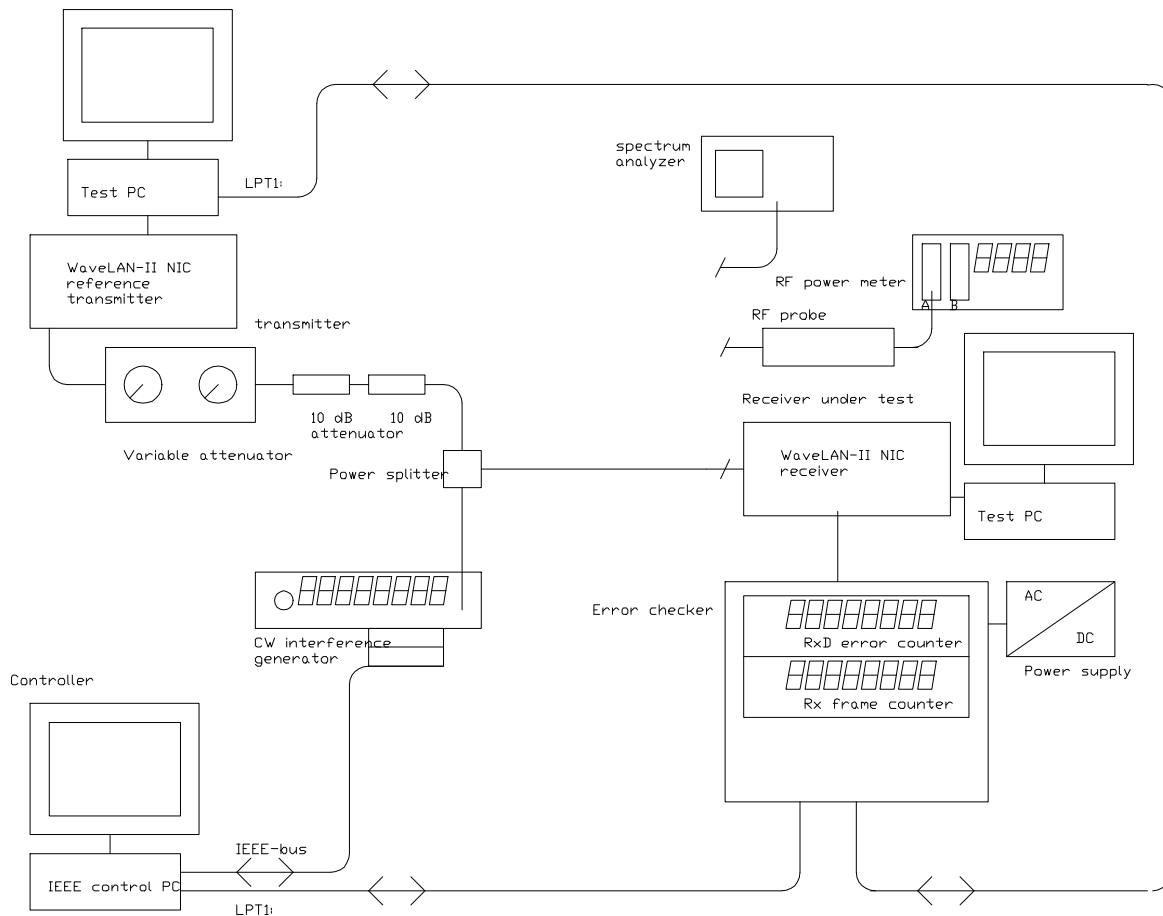 spectrum
analyzer
Test PC
LPT1:
WaveLAN-II NIC
reference
transmitter
RF power meter
A B
RF probe
transmitter
Receiver under test
10 dB 10 dB
attenuator
Variable attenuator
Power splitter
WaveLAN-II NIC
receiver
Test PC
Error checker
AC
DC
RxD error counter
CW interference
generator
Power supply
Controller
Rx frame counter
IEEE-bus
IEEE control PC
LPT1: